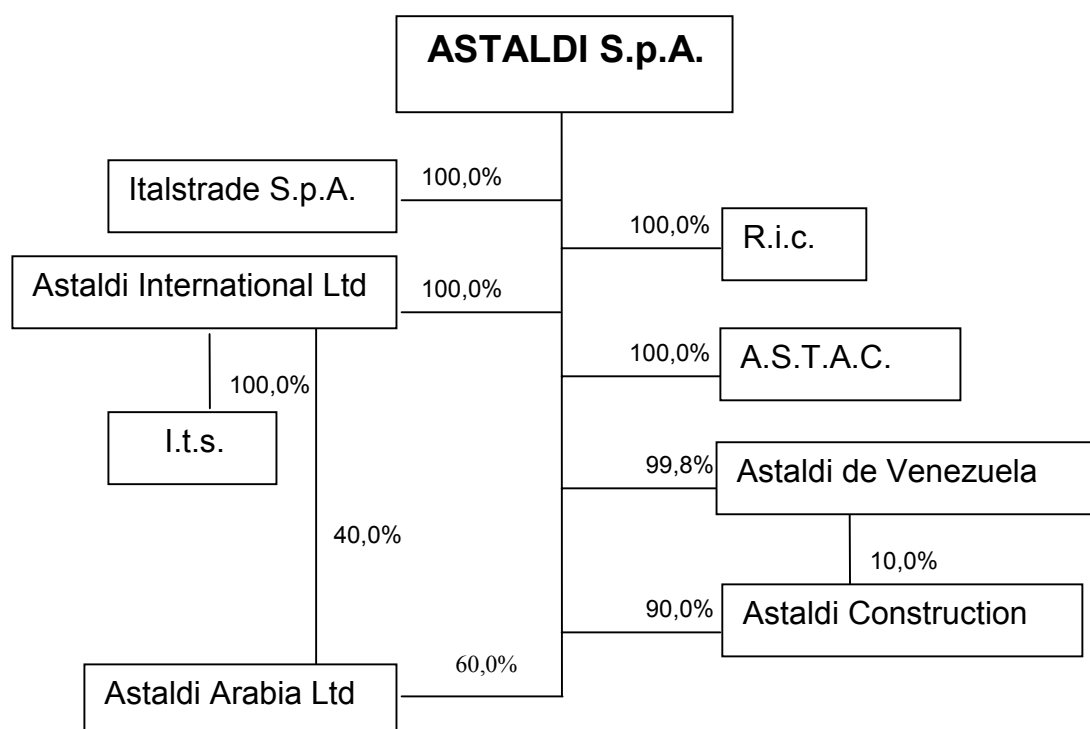 ASTALDI S.p.A.
Italstrade S.p.A.
100,0%
100,0%
R.i.c.
Astaldi International Ltd
100,0%
100,0%
A.S.T.A.C.
100,0%
I.t.s.
99,8%
Astaldi de Venezuela
40,0%
10,0%
90,0%
Astaldi Construction
60,0%
Astaldi Arabia Ltd